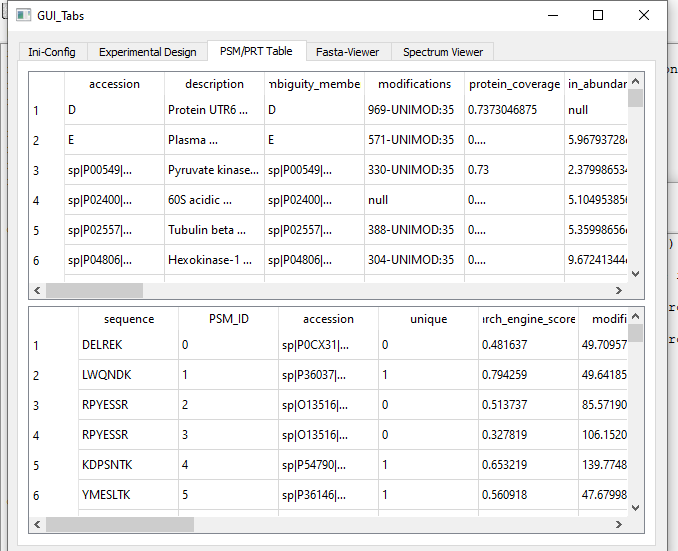 GUI_Tabs
Ini-Config Experimental Design PSM/PRT Table Fasta-Viewer Spectrum Viewer
accession description mbiguity_membe modifications protein_coverage in_abundan
1 D Protein UTR6 ... D 969-UNIMOD:35 0.7373046875 null
2 E Plasma ... E 571-UNIMOD:35 0.... 5.96793728
3 sp|P00549|... Pyruvate kinase... sp|P00549|... 330-UNIMOD:35 0.73 2.379986534
4 sp|P02400|... 60S acidic ... sp|P02400|... null 0.... 5.104953850
5 sp|P02557|... Tubulin beta ... sp|P02557|... 388-UNIMOD:35 0.... 5.35998656
6 sp|P04806|... Hexokinase-1 ... sp|P04806|... 304-UNIMOD:35 0.... 9.67241344
sequence PSM_ID accession unique rch_engine_score modifi
1 DELREK 0 sp|P0CX31|... 0 0.481637 49.70957
2 LWQNDK 1 sp|P36037|... 1 0.794259 49.64185
3 RPYESSR 2 sp|O13516|... 0 0.513737 85.57190
4 RPYESSR 3 sp|O13516|... 0 0.327819 106.1520
5 KDPSNTK 4 sp|P54790|... 1 0.653219 139.7748
6 YMESLTK 5 sp|P36146|... 1 0.560918 47.67998